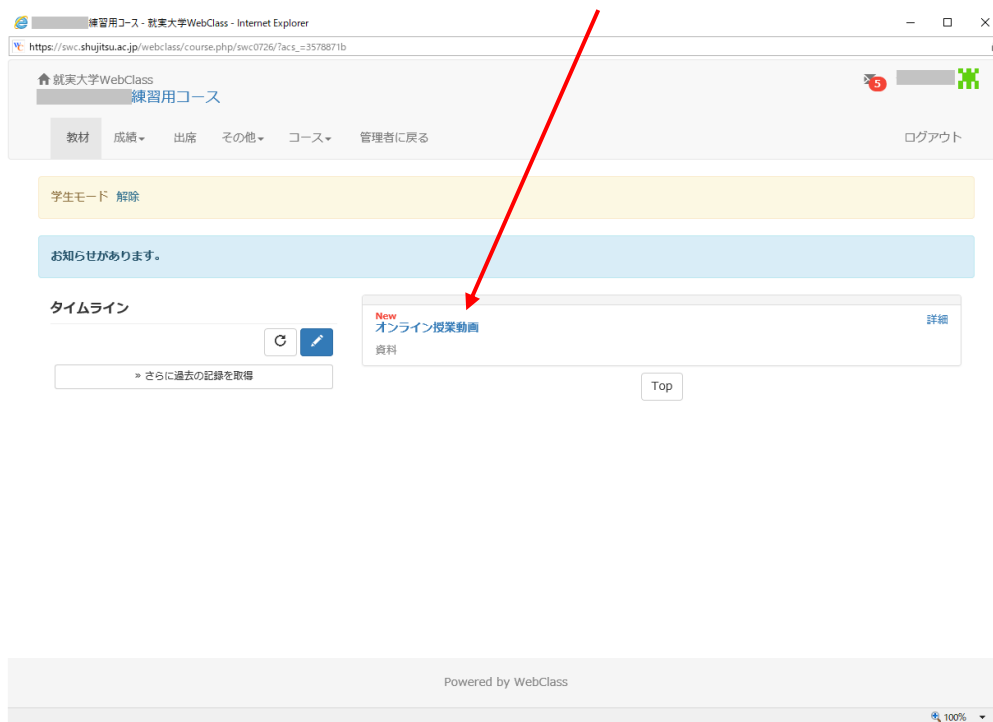 練習用コース - 就実大学WebClass - Internet Explorer
https://swc.shujitsu.ac.jp/webclass/course.php/swc0726/?acs_=3578871b
就実大学WebClass
5
練習用コース
教材 成績 出席 その他 コース 管理者に戻る ログアウト
学生モード 解除
お知らせがあります。
タイムライン
» さらに過去の記録を取得
New
オンライン授業動画 詳細
資料
Top
Powered by WebClass
100%